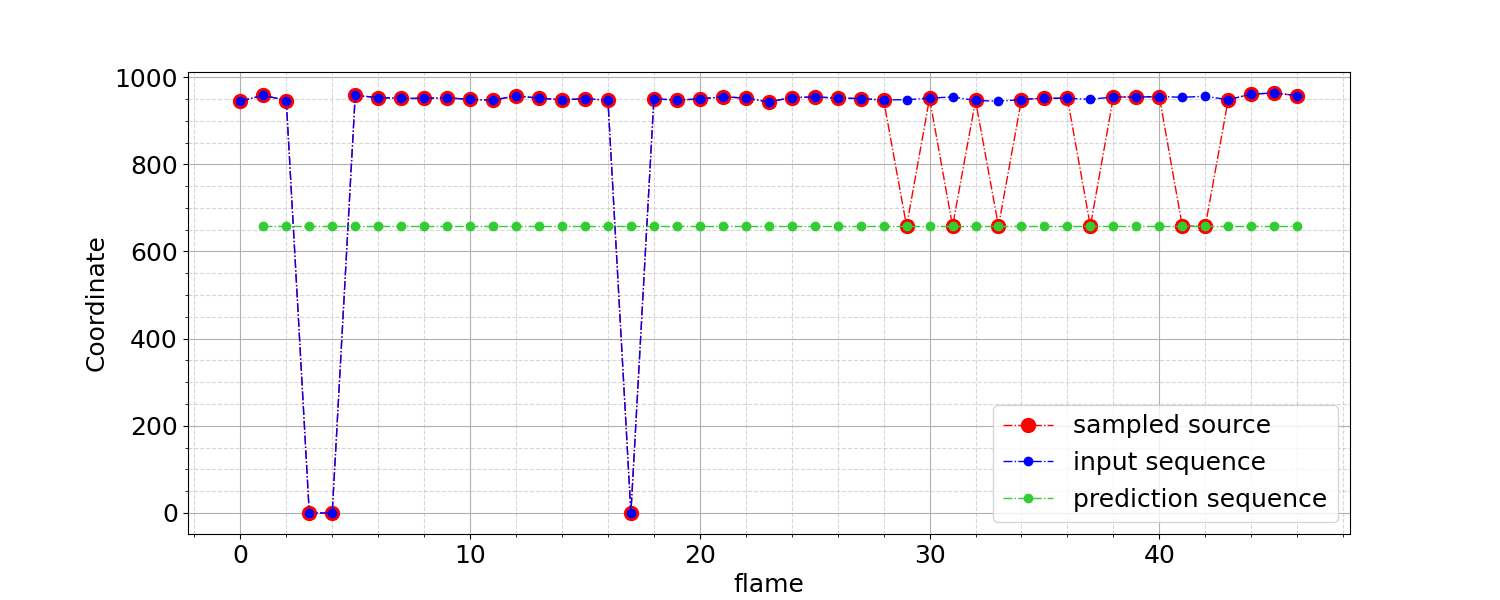 1000
800
600
400
200
0
Coordinate
0 10 20 30 40
flame
sampled source
input sequence
prediction sequence